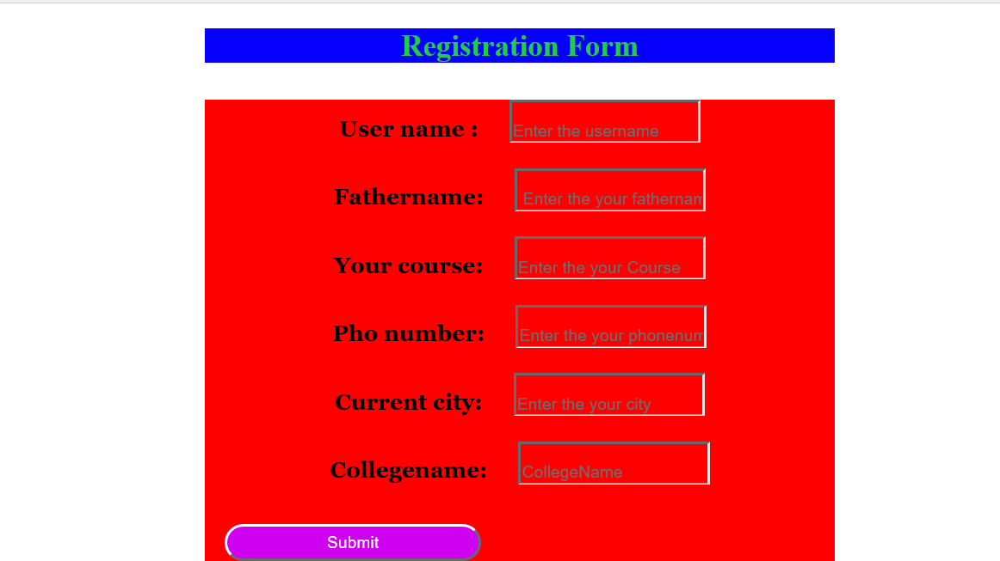 Registration Form
User name : Enter the username
Fathername: Enter the your fathernam
Your course: Enter the your Course
Pho number: Enter the your phonenum
Current city: Enter the your city
Collegename: CollegeName
Submit